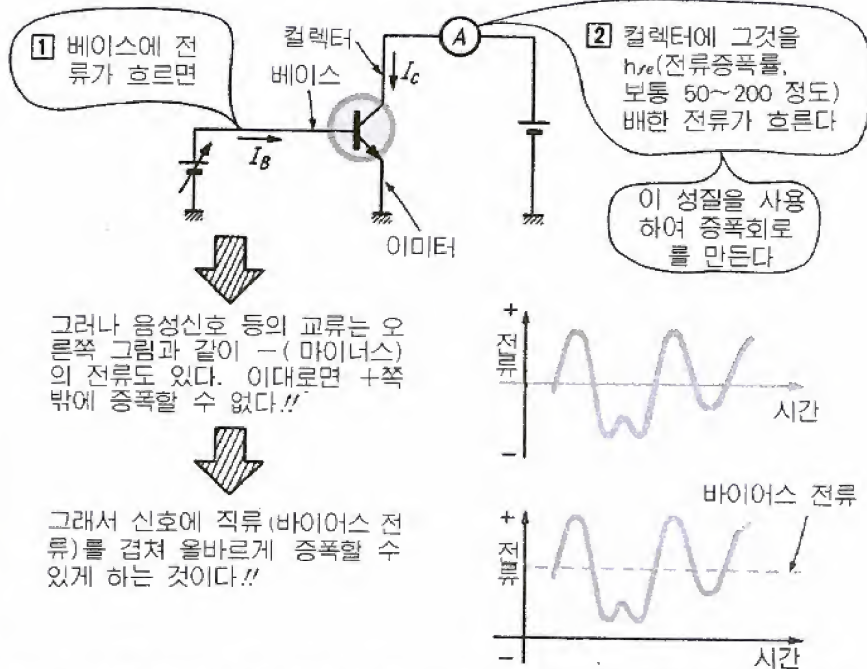 1 베이스에 전
류가 흐르면
컬렉터
베이스
I_C
I_B
A
이미터
2 컬렉터에 그것을
h_fe(전류증폭률,
보통 50~200 정도)
배한 전류가 흐른다
이 성질을 사용
하여 증폭회로
를 만든다
그러나 음성신호 등의 교류는 오
른쪽 그림과 같이 -(마이너스)
의 전류도 있다. 이대로면 +쪽
밖에 증폭할 수 없다!!
+
전류
-
시간
그래서 신호에 직류(바이어스 전
류)를 겹쳐 올바르게 증폭할 수
있게 하는 것이다!!
바이어스 전류
+
전류
-
시간